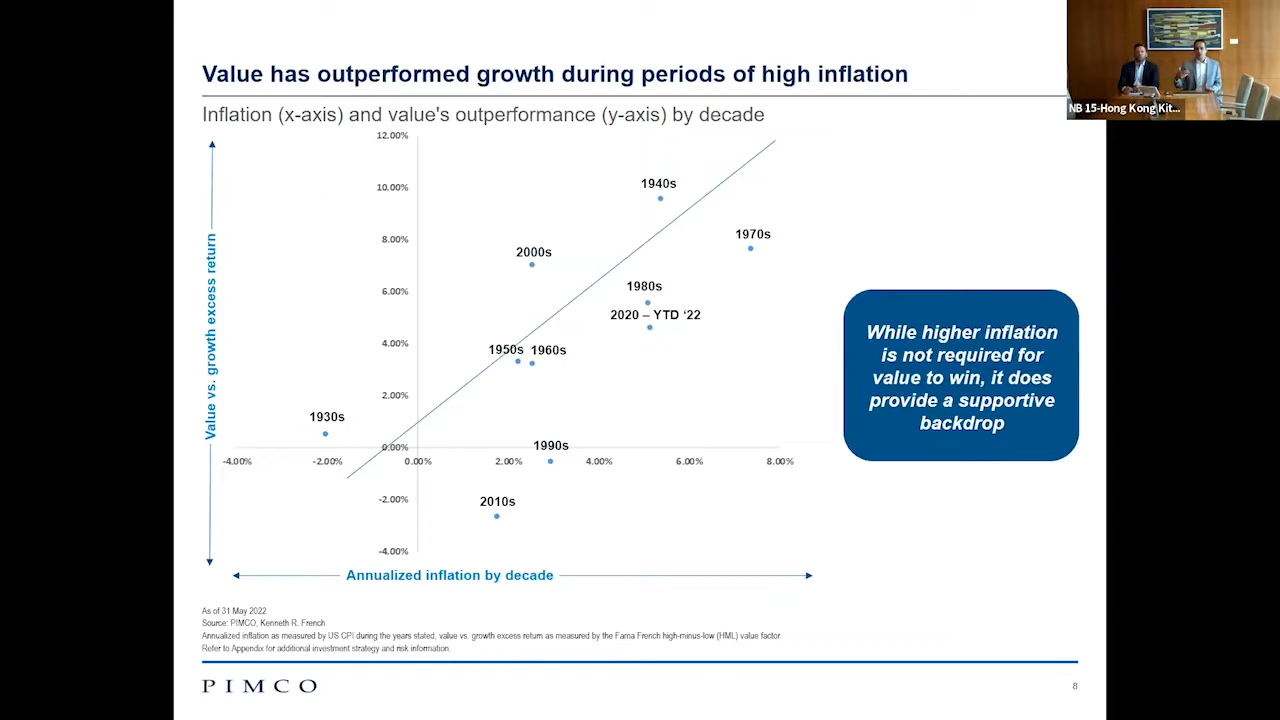 Value has outperformed growth during periods of high inflation
NB 15-Hong Kong Kit...
Inflation (x-axis) and value's outperformance (y-axis) by decade
12.00%
10.00%
8.00%
6.00%
4.00%
2.00%
0.00%
-2.00%
-4.00%
-4.00%
-2.00%
0.00%
2.00%
4.00%
6.00%
8.00%
Value vs. growth excess return
1940s
1970s
2000s
1980s
2020 – YTD ‘22
1950s
1960s
1930s
1990s
2010s
Annualized inflation by decade
While higher inflation
is not required for
value to win, it does
provide a supportive
backdrop
As of 31 May 2022
Source: PIMCO, Kenneth R. French
Annualized inflation as measured by US CPI during the years stated, value vs. growth excess return as measured by the Fama French high-minus-low (HML) value factor
Refer to Appendix for additional investment strategy and risk information.
PIMCO
8